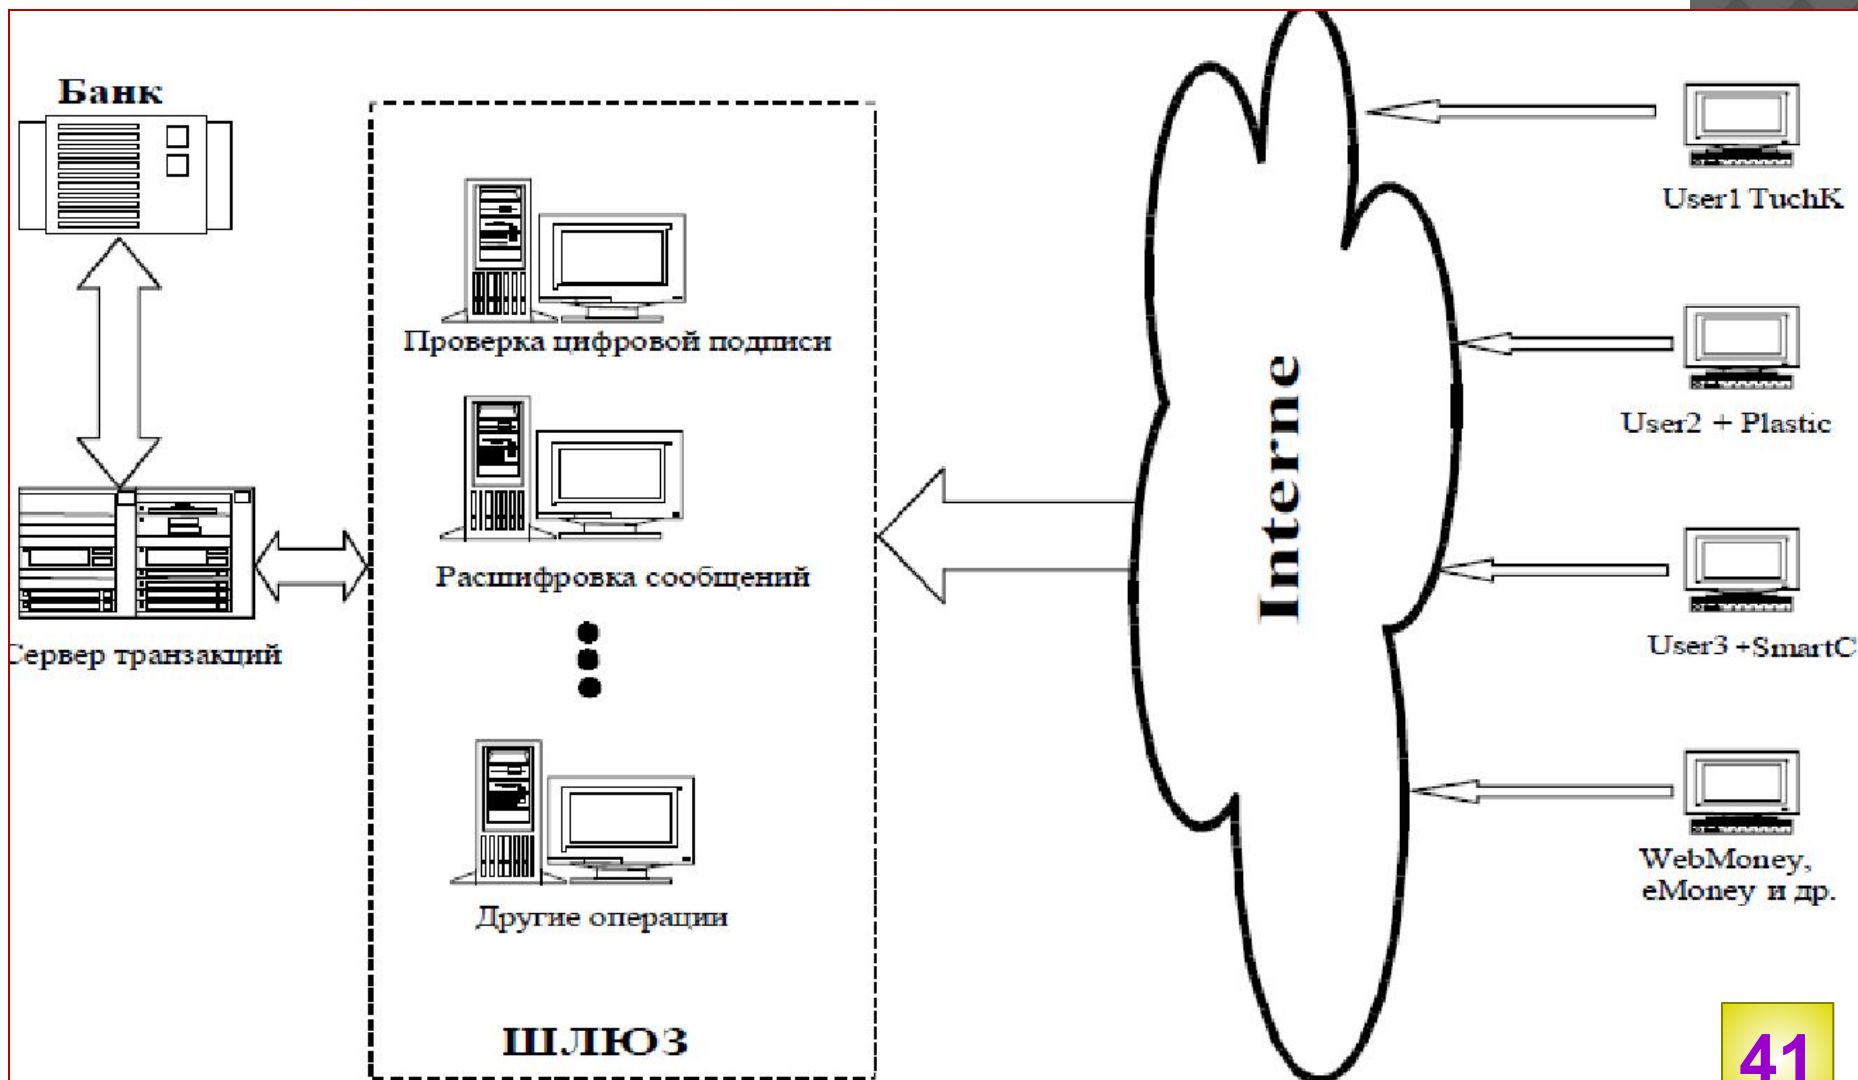 Банк
User1 TuchK
Проверка цифровой подписи
User2 + Plastic
Interne
Расшифровка сообщений
Сервер транзакций
User3 +SmartC
WebMoney,
eMoney и др.
Другие операции
ШЛЮЗ
41